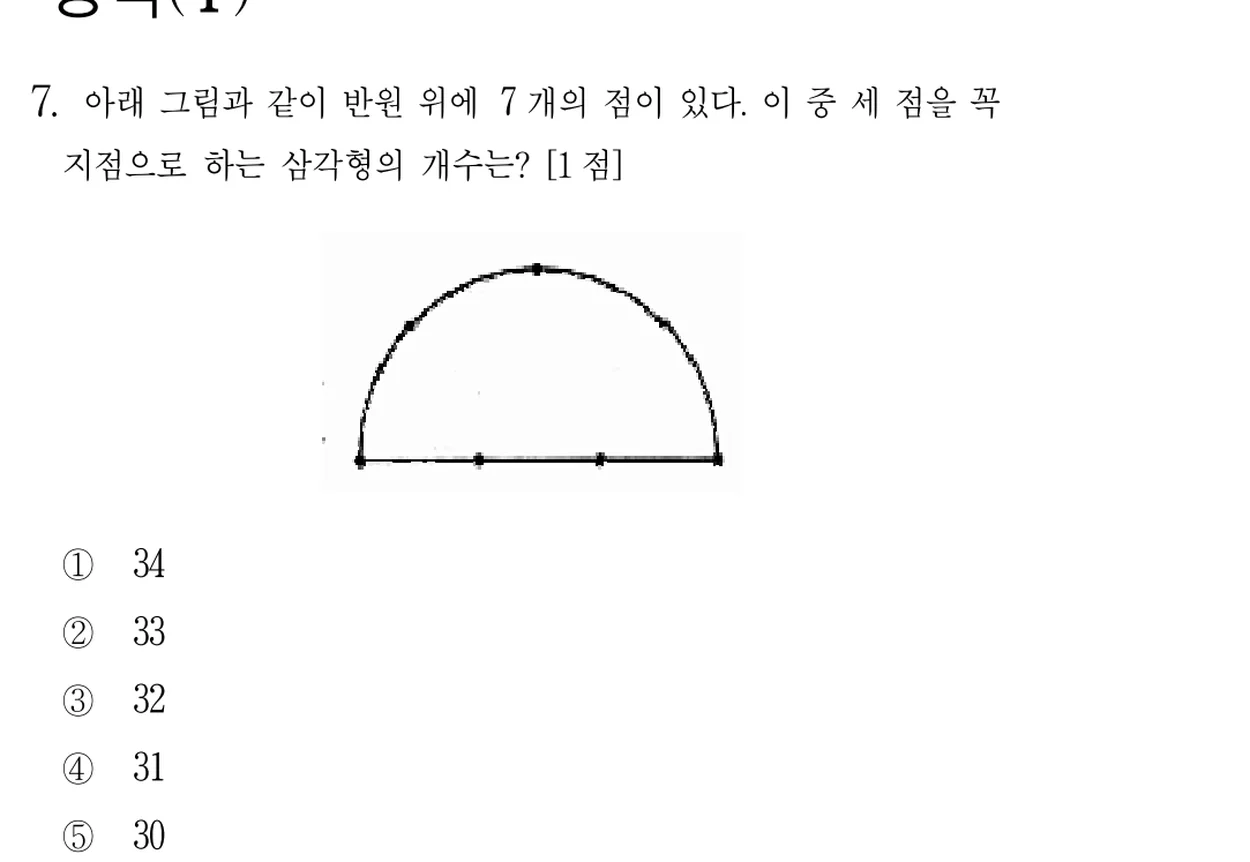 7. 아래 그림과 같이 반원 위에 7개의 점이 있다. 이 중 세 점을 꼭
지점으로 하는 삼각형의 개수는? [1점]
① 34
② 33
③ 32
④ 31
⑤ 30